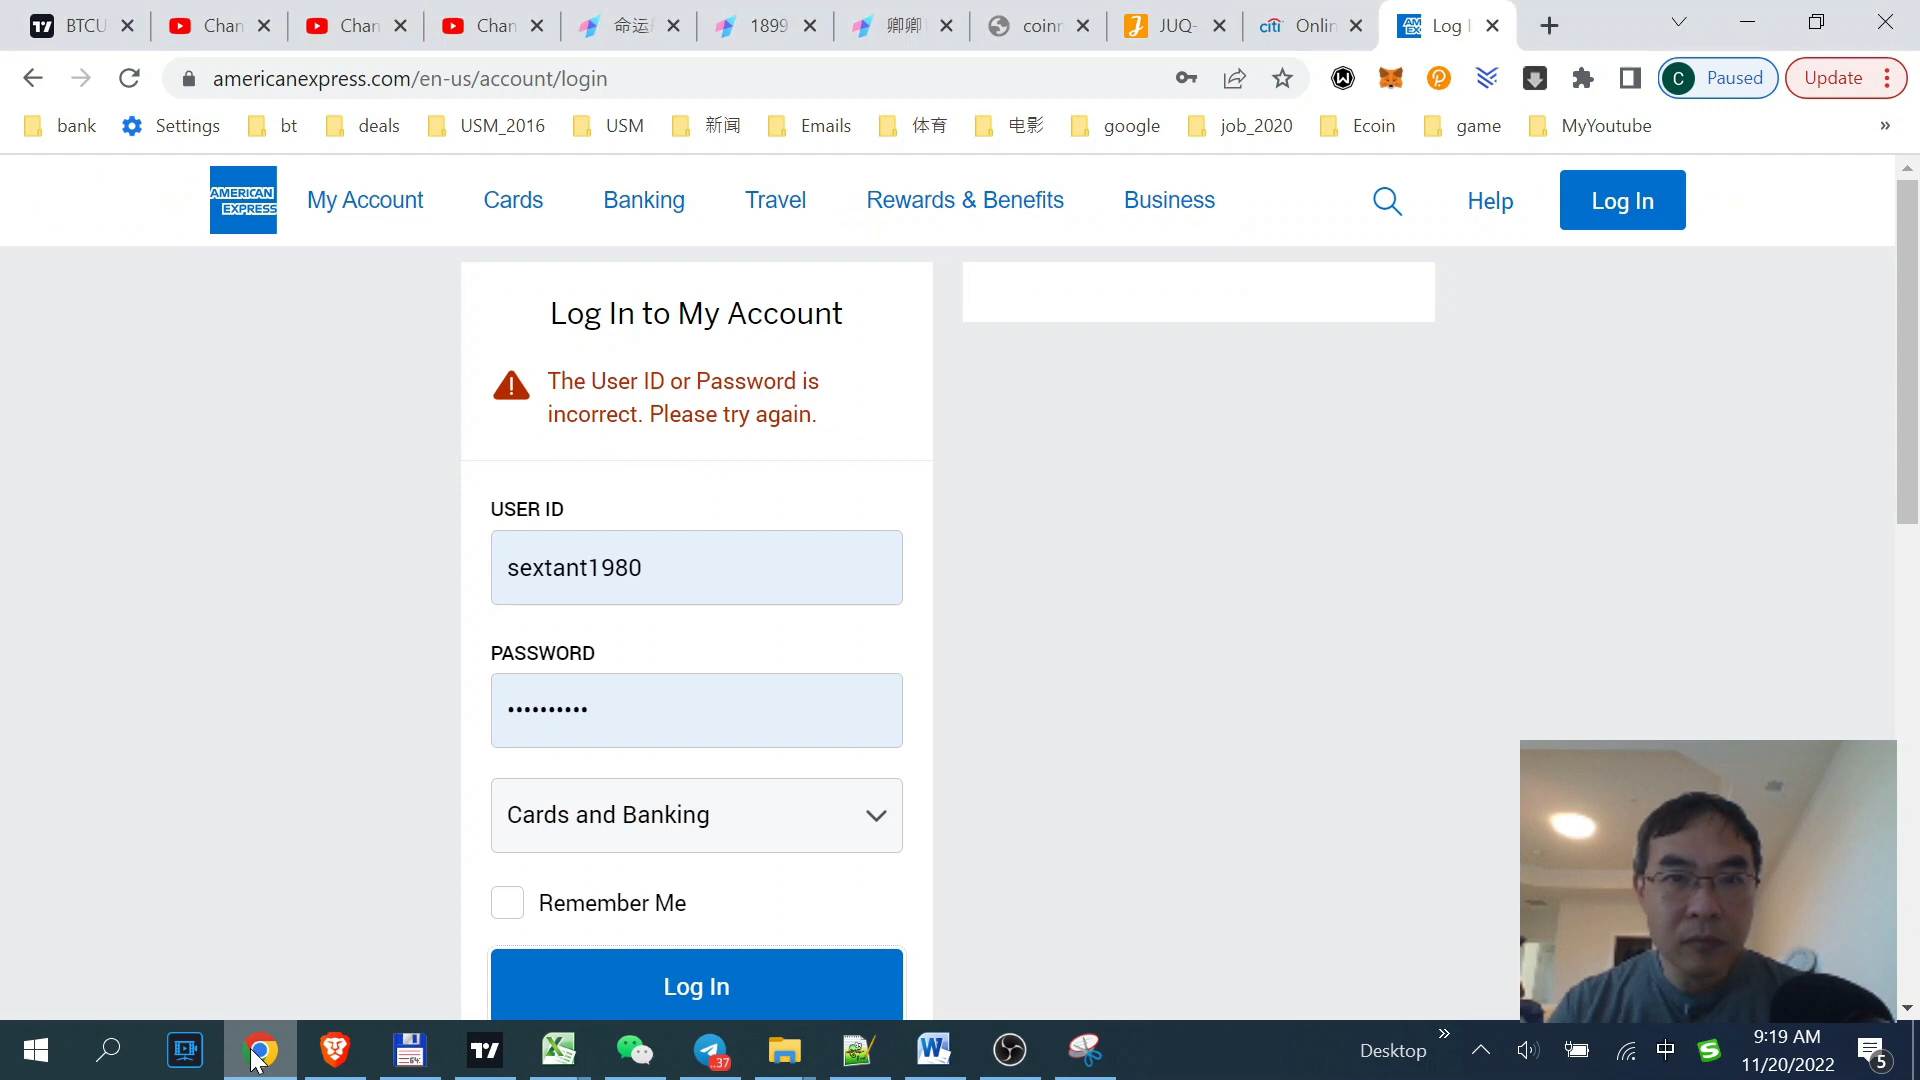 BTCU
Chan
Chan
Chan
命运
1899
卿卿
coinr
JUQ-
citi
Onlin
Log I
americanexpress.com/en-us/account/login
C Paused
Update
bank
Settings
bt
deals
USM_2016
USM
新闻
Emails
体育
电影
google
job_2020
Ecoin
game
MyYoutube
»
AMERICAN
EXPRESS
My Account
Cards
Banking
Travel
Rewards & Benefits
Business
Help
Log In
Log In to My Account
The User ID or Password is
incorrect. Please try again.
USER ID
sextant1980
PASSWORD
••••••••••
Cards and Banking
Remember Me
Log In
37
Desktop
»
中
9:19 AM
11/20/2022
5